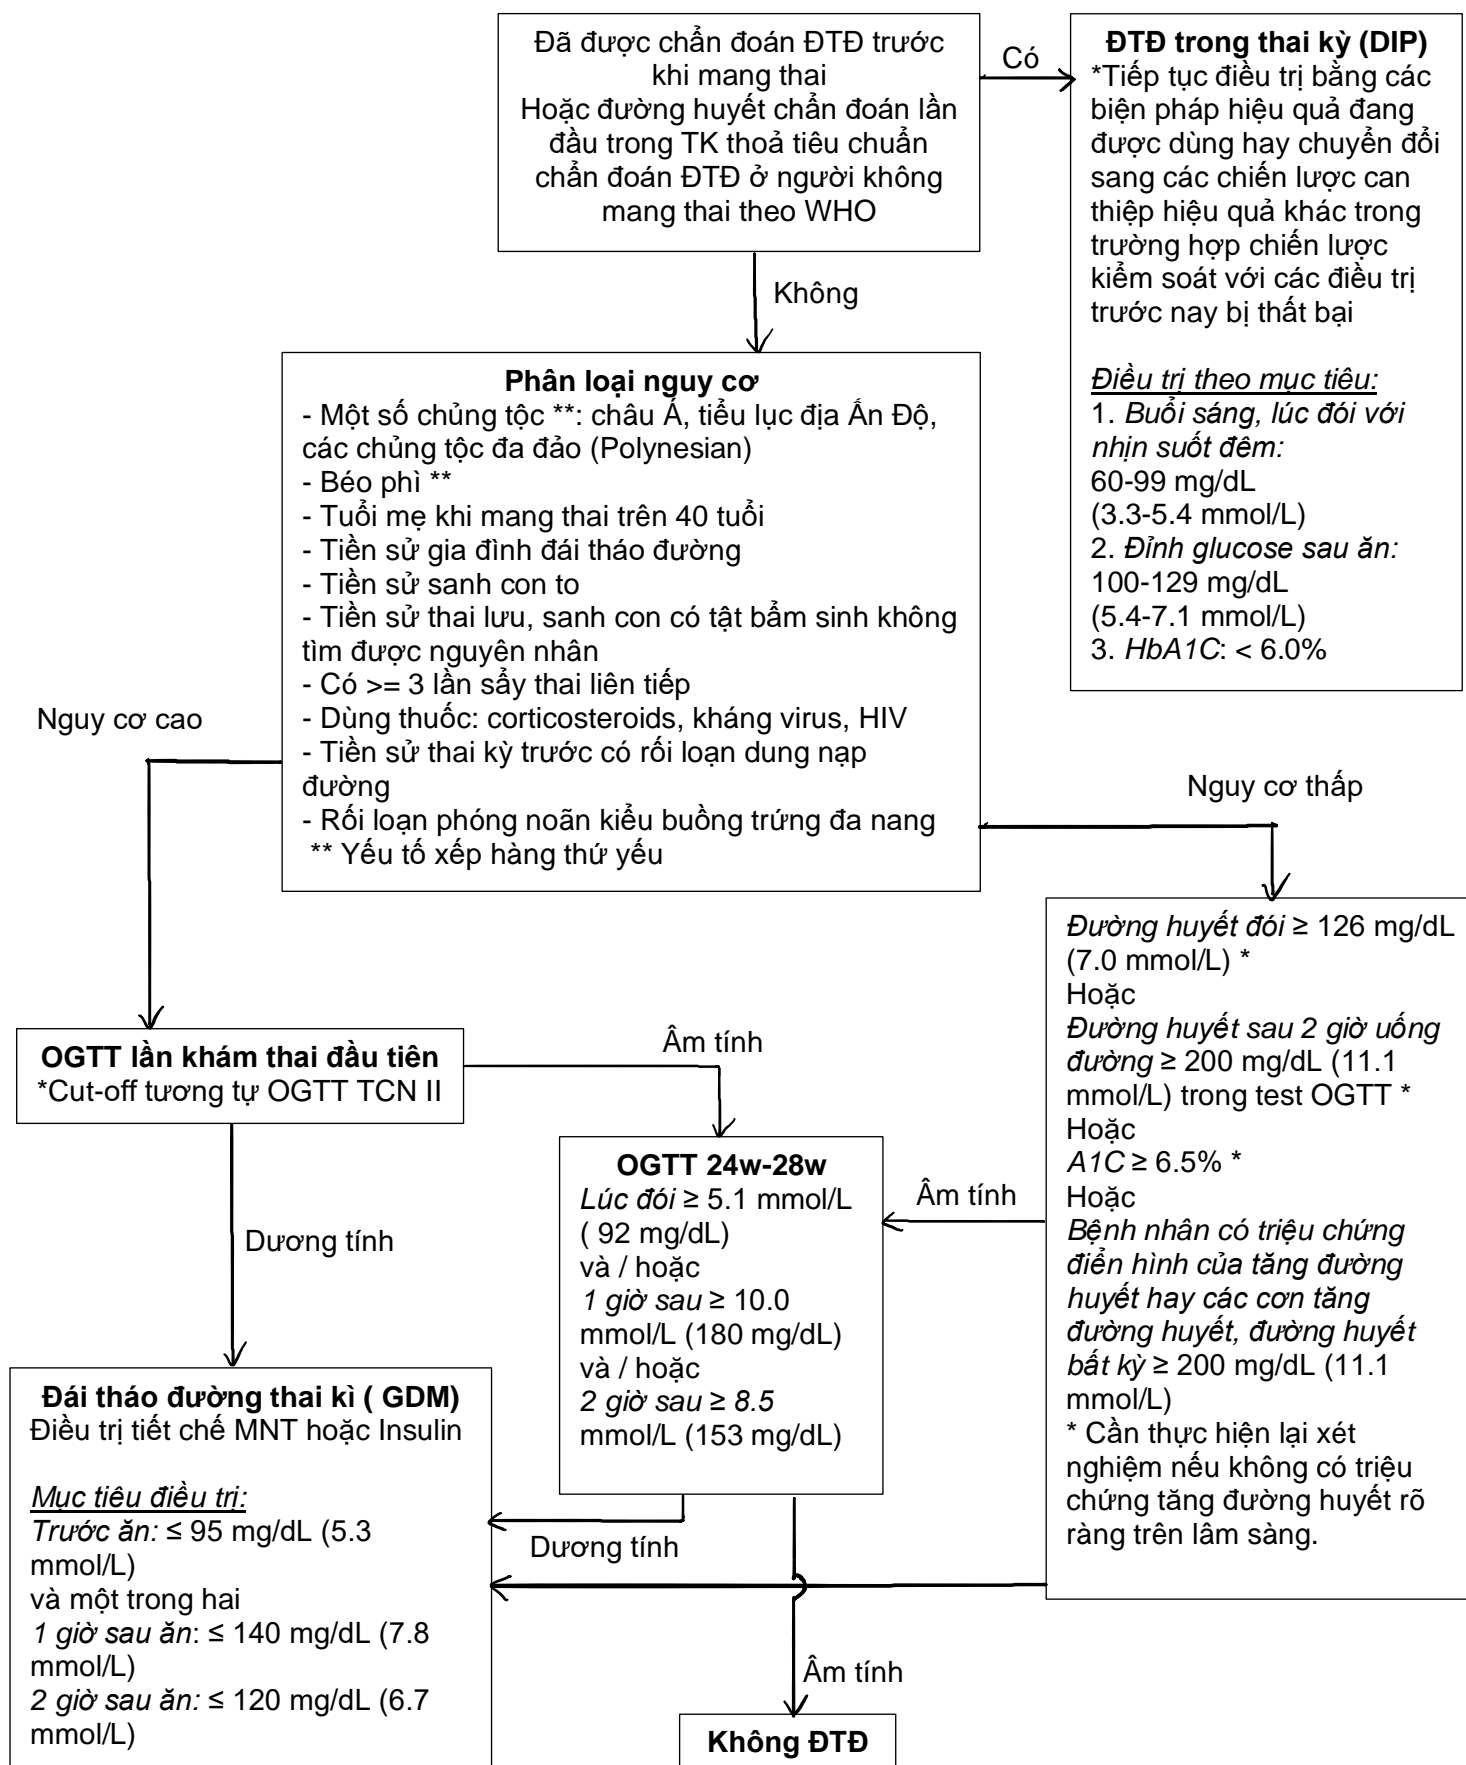 Đã được chẩn đoán ĐTĐ trước
khi mang thai
Hoặc đường huyết chẩn đoán lần
đầu trong TK thoả tiêu chuẩn
chẩn đoán ĐTĐ ở người không
mang thai theo WHO
Có
ĐTĐ trong thai kỳ (DIP)
*Tiếp tục điều trị bằng các
biện pháp hiệu quả đang
được dùng hay chuyển đổi
sang các chiến lược can
thiệp hiệu quả khác trong
trường hợp chiến lược
kiểm soát với các điều trị
trước nay bị thất bại
Điều trị theo mục tiêu:
1. Buổi sáng, lúc đói với
nhịn suốt đêm:
60-99 mg/dL
(3.3-5.4 mmol/L)
2. Đỉnh glucose sau ăn:
100-129 mg/dL
(5.4-7.1 mmol/L)
3. HbA1C: < 6.0%
Không
Phân loại nguy cơ
- Một số chủng tộc **: châu Á, tiểu lục địa Ấn Độ,
các chủng tộc đa đảo (Polynesian)
- Béo phì **
- Tuổi mẹ khi mang thai trên 40 tuổi
- Tiền sử gia đình đái tháo đường
- Tiền sử sanh con to
- Tiền sử thai lưu, sanh con có tật bẩm sinh không
tìm được nguyên nhân
- Có >= 3 lần sẩy thai liên tiếp
- Dùng thuốc: corticosteroids, kháng virus, HIV
- Tiền sử thai kỳ trước có rối loạn dung nạp
đường
- Rối loạn phóng noãn kiểu buồng trứng đa nang
** Yếu tố xếp hàng thứ yếu
Nguy cơ cao
Nguy cơ thấp
Đường huyết đói ≥ 126 mg/dL
(7.0 mmol/L) *
Hoặc
Đường huyết sau 2 giờ uống
đường ≥ 200 mg/dL (11.1
mmol/L) trong test OGTT *
Hoặc
A1C ≥ 6.5% *
Hoặc
Bệnh nhân có triệu chứng
điển hình của tăng đường
huyết hay các cơn tăng
đường huyết, đường huyết
bất kỳ ≥ 200 mg/dL (11.1
mmol/L)
* Cần thực hiện lại xét
nghiệm nếu không có triệu
chứng tăng đường huyết rõ
ràng trên lâm sàng.
OGTT lần khám thai đầu tiên
*Cut-off tương tự OGTT TCN II
Âm tính
OGTT 24w-28w
Lúc đói ≥ 5.1 mmol/L
( 92 mg/dL)
và / hoặc
1 giờ sau ≥ 10.0
mmol/L (180 mg/dL)
và / hoặc
2 giờ sau ≥ 8.5
mmol/L (153 mg/dL)
Âm tính
Dương tính
Đái tháo đường thai kì ( GDM)
Điều trị tiết chế MNT hoặc Insulin
Mục tiêu điều trị:
Trước ăn: ≤ 95 mg/dL (5.3
mmol/L)
và một trong hai
1 giờ sau ăn: ≤ 140 mg/dL (7.8
mmol/L)
2 giờ sau ăn: ≤ 120 mg/dL (6.7
mmol/L)
Dương tính
Âm tính
Không ĐTĐ